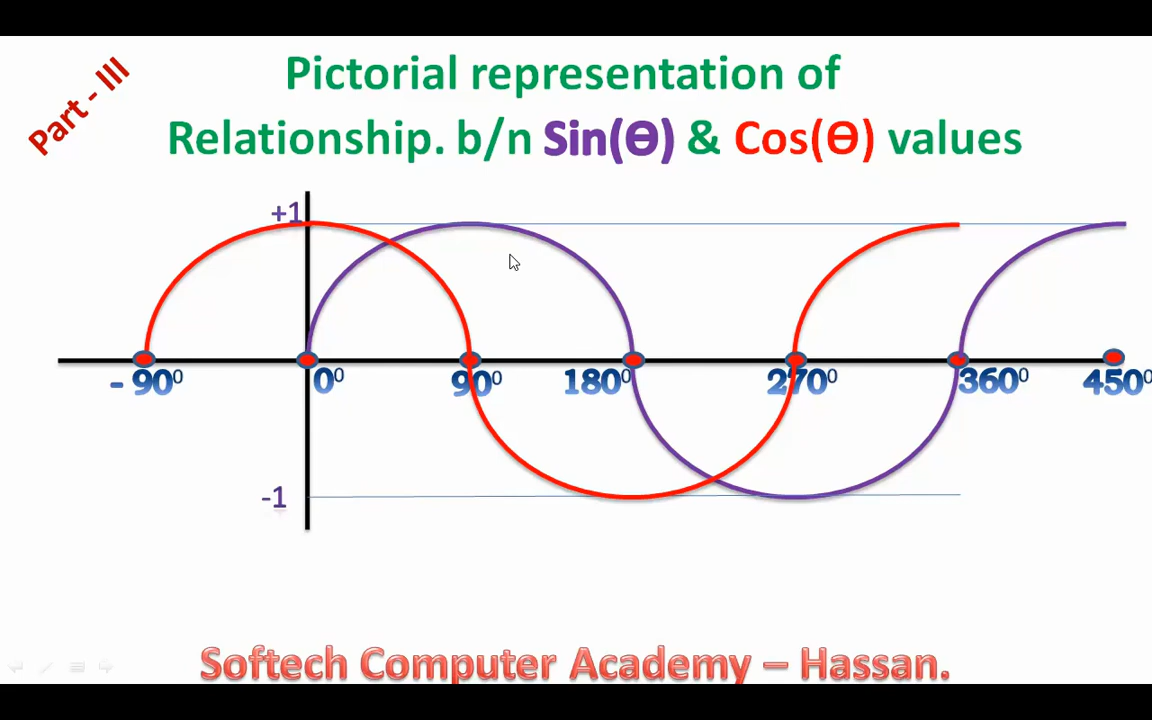 Part - III
Pictorial representation of
Relationship. b/n Sin(Ɵ) & Cos(Ɵ) values
+1
- 90⁰ 0⁰ 90⁰ 180⁰ 270⁰ 360⁰ 450⁰
-1
Softech Computer Academy – Hassan.